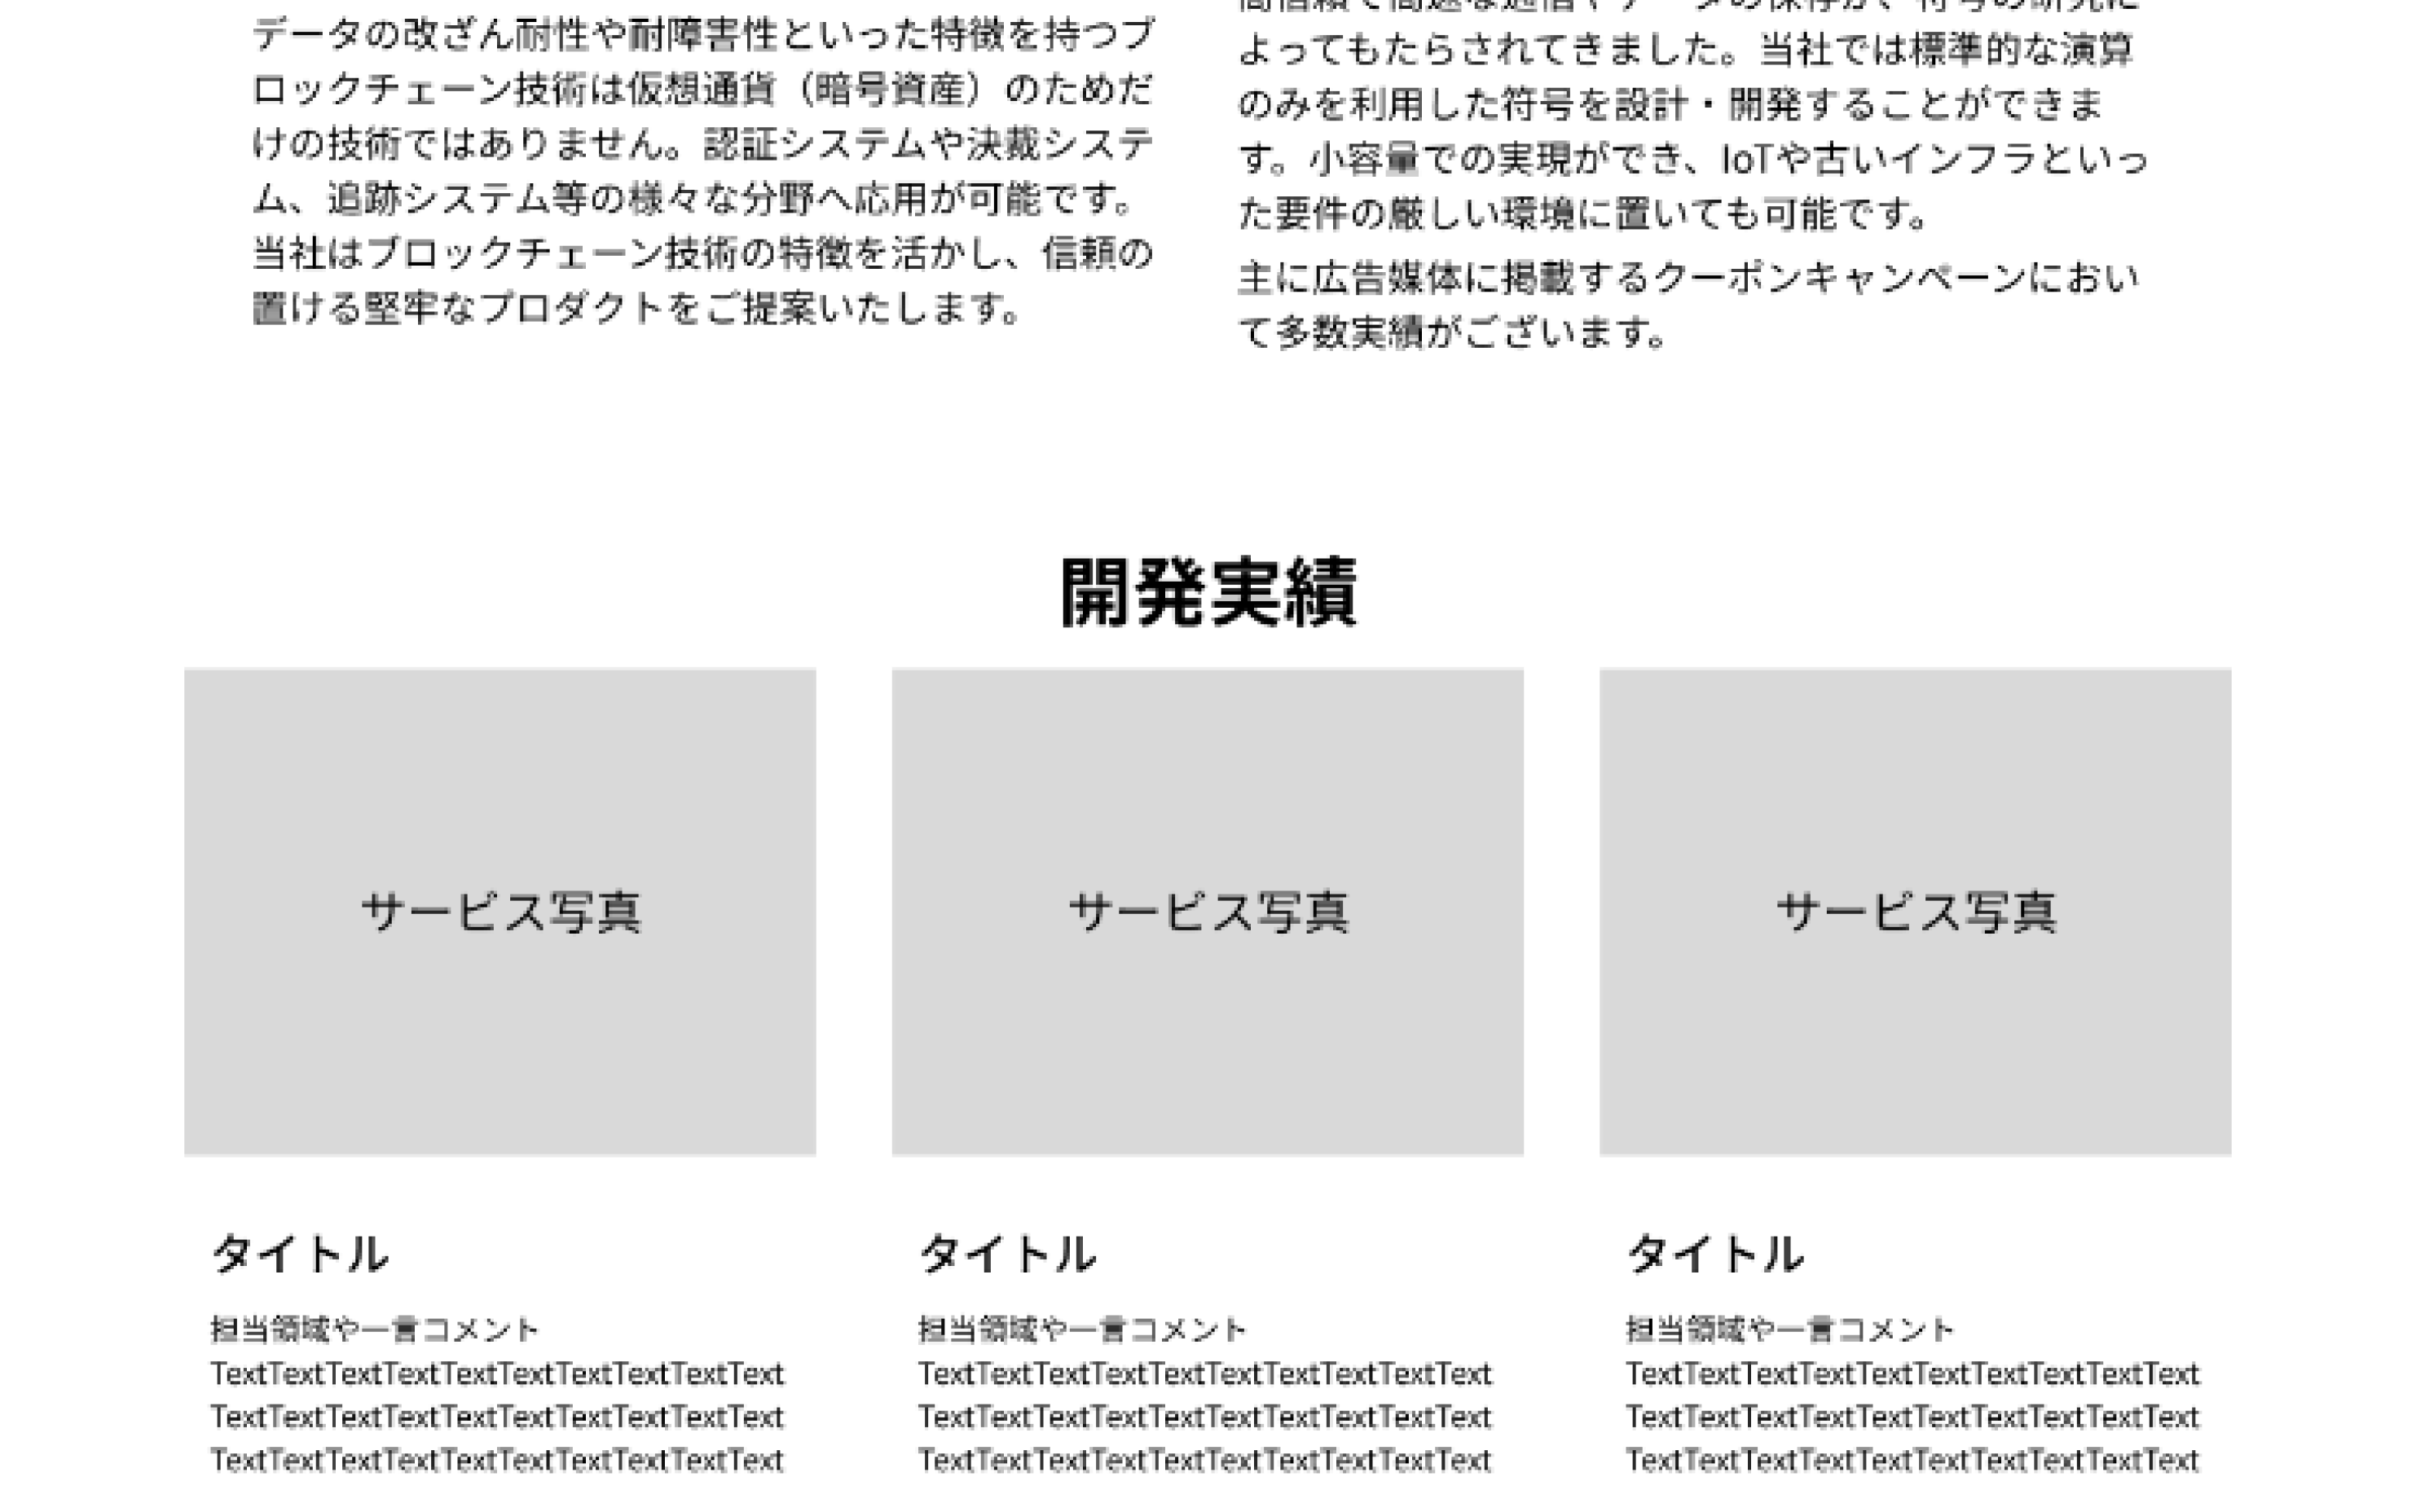 データの改ざん耐性や耐障害性といった特徴を持つブ
ロックチェーン技術は仮想通貨（暗号資産）のためだ
けの技術ではありません。認証システムや決裁システ
ム、追跡システム等の様々な分野へ応用が可能です。
当社はブロックチェーン技術の特徴を活かし、信頼の
置ける堅牢なプロダクトをご提案いたします。
よってもたらされてきました。当社では標準的な演算
のみを利用した符号を設計・開発することができま
す。小容量での実現ができ、IoTや古いインフラといっ
た要件の厳しい環境に置いても可能です。
主に広告媒体に掲載するクーポンキャンペーンにおい
て多数実績がございます。
開発実績
サービス写真
サービス写真
サービス写真
タイトル
担当領域や一言コメント
TextTextTextTextTextTextTextTextTextText
TextTextTextTextTextTextTextTextTextText
TextTextTextTextTextTextTextTextTextText
タイトル
担当領域や一言コメント
TextTextTextTextTextTextTextTextTextText
TextTextTextTextTextTextTextTextTextText
TextTextTextTextTextTextTextTextTextText
タイトル
担当領域や一言コメント
TextTextTextTextTextTextTextTextTextText
TextTextTextTextTextTextTextTextTextText
TextTextTextTextTextTextTextTextTextText